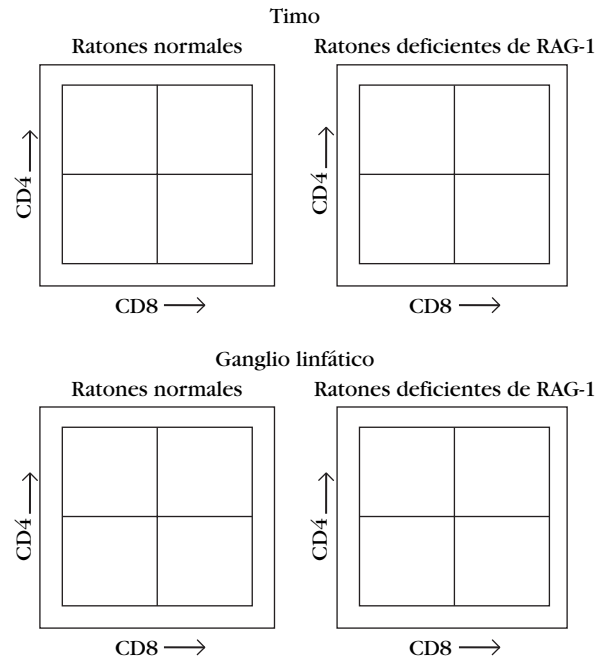 Timo
Ratones normales Ratones deficientes de RAG-1
CD4 CD4
CD8 CD8
Ganglio linfático
Ratones normales Ratones deficientes de RAG-1
CD4 CD4
CD8 CD8